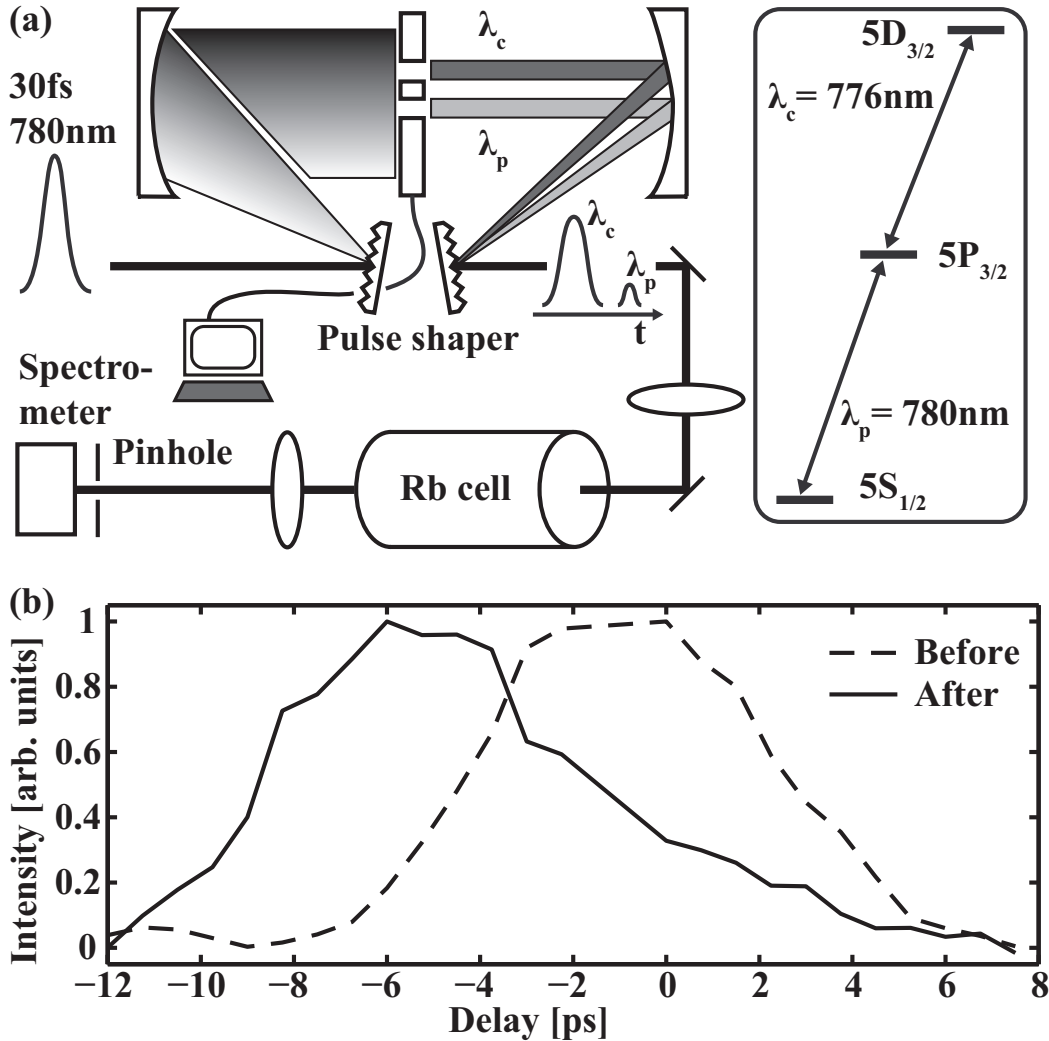 (a)
30fs
780nm
λc
λp
λc
λp
t
Pulse shaper
Spectro-
meter
Pinhole
Rb cell
5D3/2
λc = 776nm
5P3/2
λp = 780nm
5S1/2
(b)
Intensity [arb. units]
1
0.8
0.6
0.4
0.2
0
Before
After
−12 −10 −8 −6 −4 −2 0 2 4 6 8
Delay [ps]